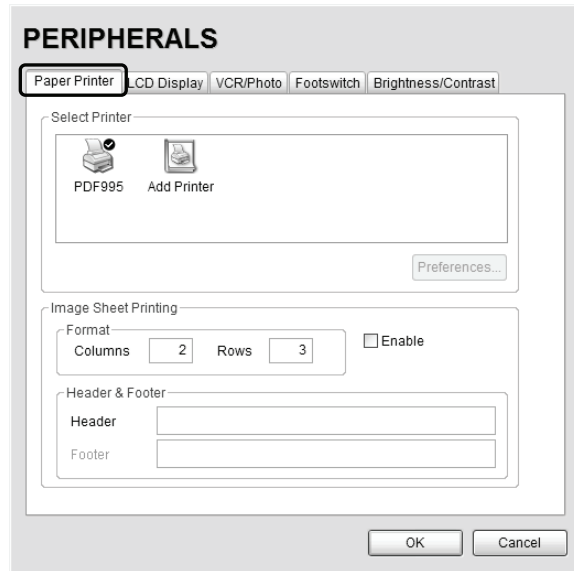 PERIPHERALS
Paper Printer LCD Display VCR/Photo Footswitch Brightness/Contrast
Select Printer
PDF995 Add Printer
Preferences...
Image Sheet Printing
Format
Columns 2 Rows 3 Enable
Header & Footer
Header
Footer
OK Cancel